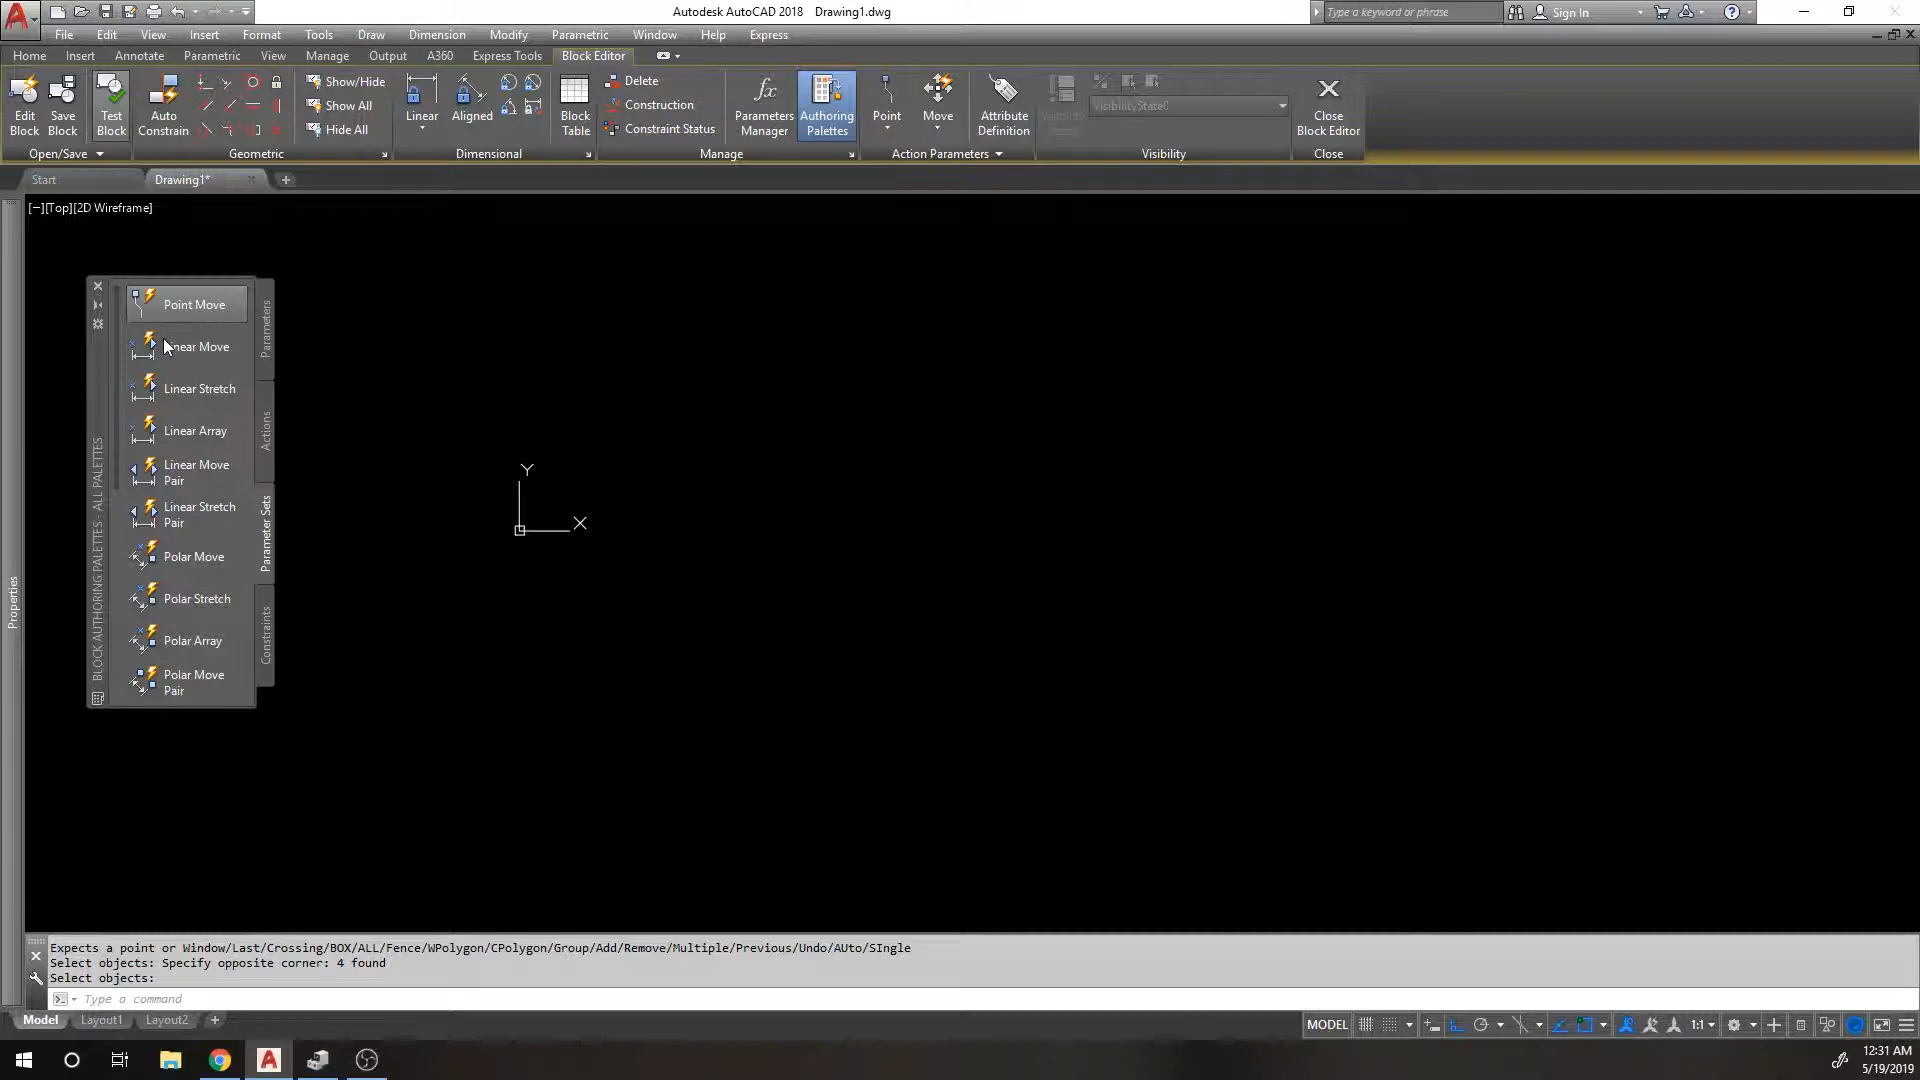 Autodesk AutoCAD 2018 Drawing1.dwg
Type a keyword or phrase
Sign In
File Edit View Insert Format Tools Draw Dimension Modify Parametric Window Help Express
Home Insert Annotate Parametric View Manage Output A360 Express Tools Block Editor
Edit Block
Save Block
Test Block
Auto Constrain
Show/Hide
Show All
Hide All
Linear
Aligned
Block Table
Delete
Construction
Constraint Status
fx
Parameters Manager
Authoring Palettes
Point
Move
Attribute Definition
VisibilityState0
Close Block Editor
Open/Save
Geometric
Dimensional
Manage
Action Parameters
Visibility
Close
Start
Drawing1*
[−][Top][2D Wireframe]
Point Move
Linear Stretch
Linear Array
Linear Move
Pair
Linear Stretch
Pair
Polar Move
Polar Stretch
Polar Array
Polar Move
Pair
Parameters
Actions
Parameter Sets
Constraints
BLOCK AUTHORING PALETTES - ALL PALETTES
Properties
Y
X
Expects a point or Window/Last/Crossing/BOX/ALL/Fence/WPolygon/CPolygon/Group/Add/Remove/Multiple/Previous/Undo/AUto/SIngle
Select objects: Specify opposite corner: 4 found
Select objects:
Type a command
Model Layout1 Layout2
MODEL
1:1
12:31 AM
5/19/2019